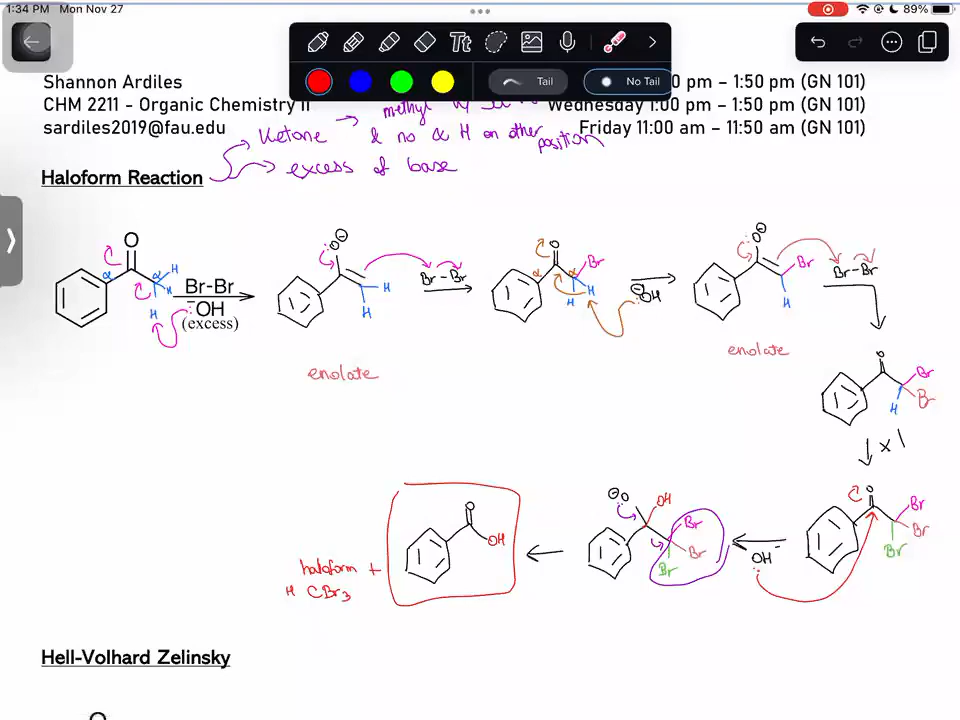 1:34 PM Mon Nov 27
89%
Tail
No Tail
Shannon Ardiles
0 pm – 1:50 pm (GN 101)
CHM 2211 - Organic Chemistry II
Wednesday 1:00 pm – 1:50 pm (GN 101)
sardiles2019@fau.edu
Friday 11:00 am – 11:50 am (GN 101)
methyl
Ketone → & no α H on other position
excess of base
Haloform Reaction
O
α
α
H
H
H
Br-Br
⁻OH
(excess)
O⊖
H
H
Br-Br
enolate
O
α
α
Br
H
H
⊖OH
O⊖
Br
H
Br-Br
enolate
O
Br
Br
H
x1
O
Br
Br
Br
OH⁻
⊖O
OH
Br
Br
Br
O
OH
haloform +
H CBr3
Hell-Volhard Zelinsky
O